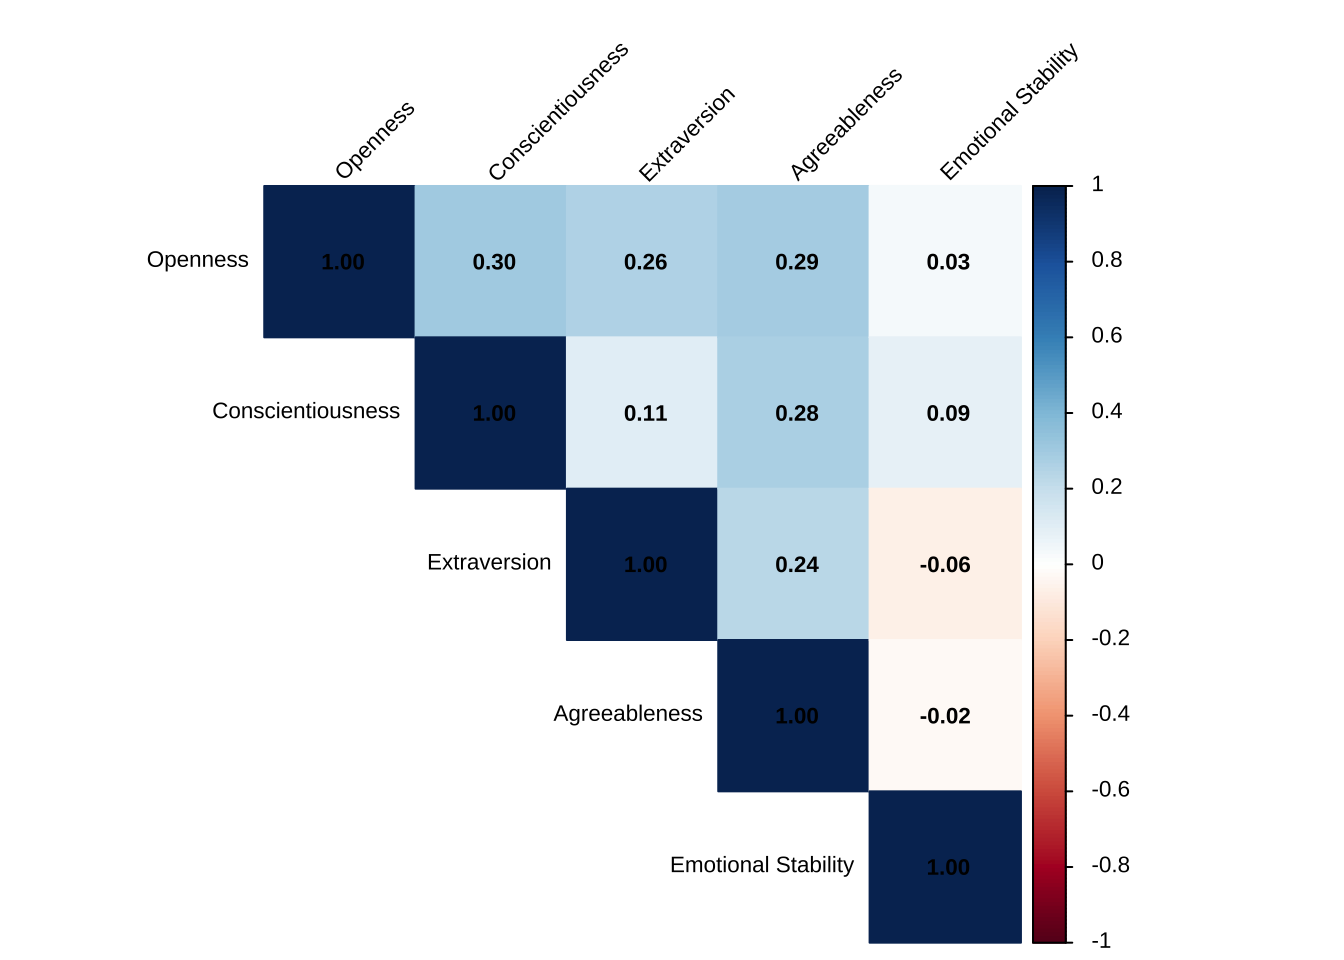 Openness
Conscientiousness
Extraversion
Agreeableness
Emotional Stability
Openness 1.00 0.30 0.26 0.29 0.03
Conscientiousness 1.00 0.11 0.28 0.09
Extraversion 1.00 0.24 -0.06
Agreeableness 1.00 -0.02
Emotional Stability 1.00
1
0.8
0.6
0.4
0.2
0
-0.2
-0.4
-0.6
-0.8
-1